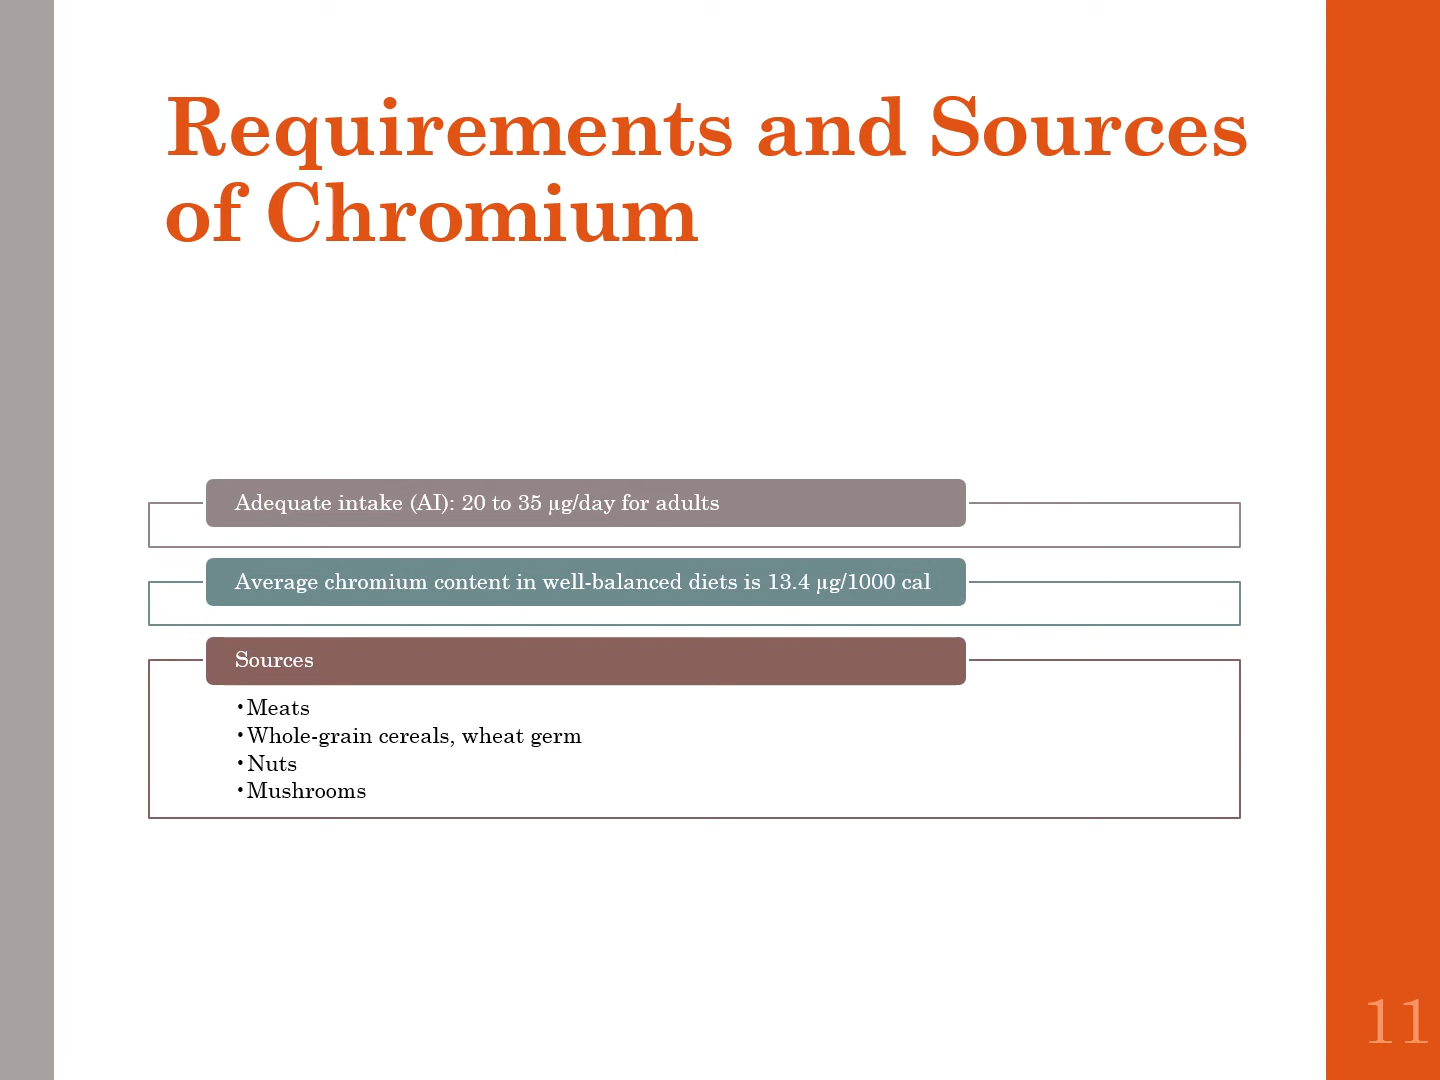 Requirements and Sources
of Chromium
Adequate intake (AI): 20 to 35 µg/day for adults
Average chromium content in well-balanced diets is 13.4 µg/1000 cal
Sources
•Meats
•Whole-grain cereals, wheat germ
•Nuts
•Mushrooms
11